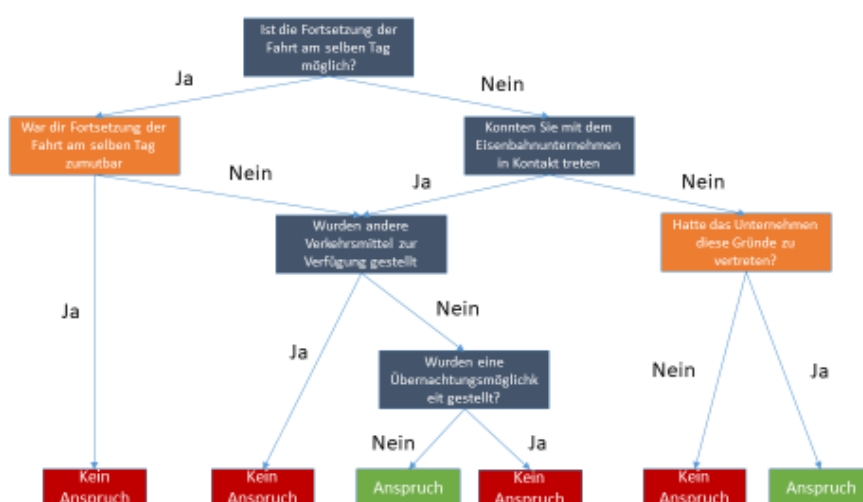 Ist die Fortsetzung der
Fahrt am selben Tag
möglich?
Ja
Nein
War dir Fortsetzung der
Fahrt am selben Tag
zumutbar
Konnten Sie mit dem
Eisenbahnunternehmen
in Kontakt treten
Nein
Ja
Nein
Wurden andere
Verkehrsmittel zur
Verfügung gestellt
Hatte das Unternehmen
diese Gründe zu
vertreten?
Ja
Nein
Ja
Wurden eine
Übernachtungsmöglichk
eit gestellt?
Nein
Ja
Nein
Ja
Kein
Anspruch
Kein
Anspruch
Anspruch
Kein
Anspruch
Kein
Anspruch
Anspruch